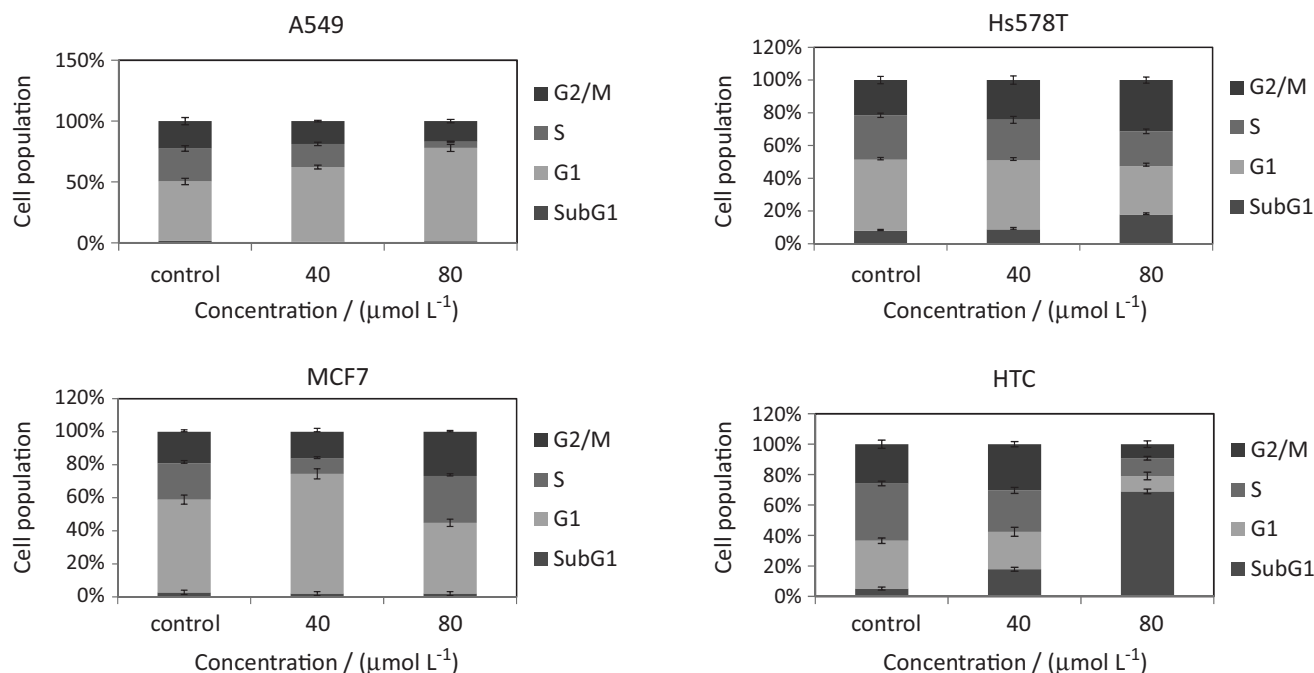 A549
150%
100%
50%
0%
Cell population
control 40 80
Concentration / (μmol L⁻¹)
G2/M
S
G1
SubG1
Hs578T
120%
100%
80%
60%
40%
20%
0%
Cell population
control 40 80
Concentration / (μmol L⁻¹)
G2/M
S
G1
SubG1
MCF7
120%
100%
80%
60%
40%
20%
0%
Cell population
control 40 80
Concentration / (μmol L⁻¹)
G2/M
S
G1
SubG1
HTC
120%
100%
80%
60%
40%
20%
0%
Cell population
control 40 80
Concentration / (μmol L⁻¹)
G2/M
S
G1
SubG1